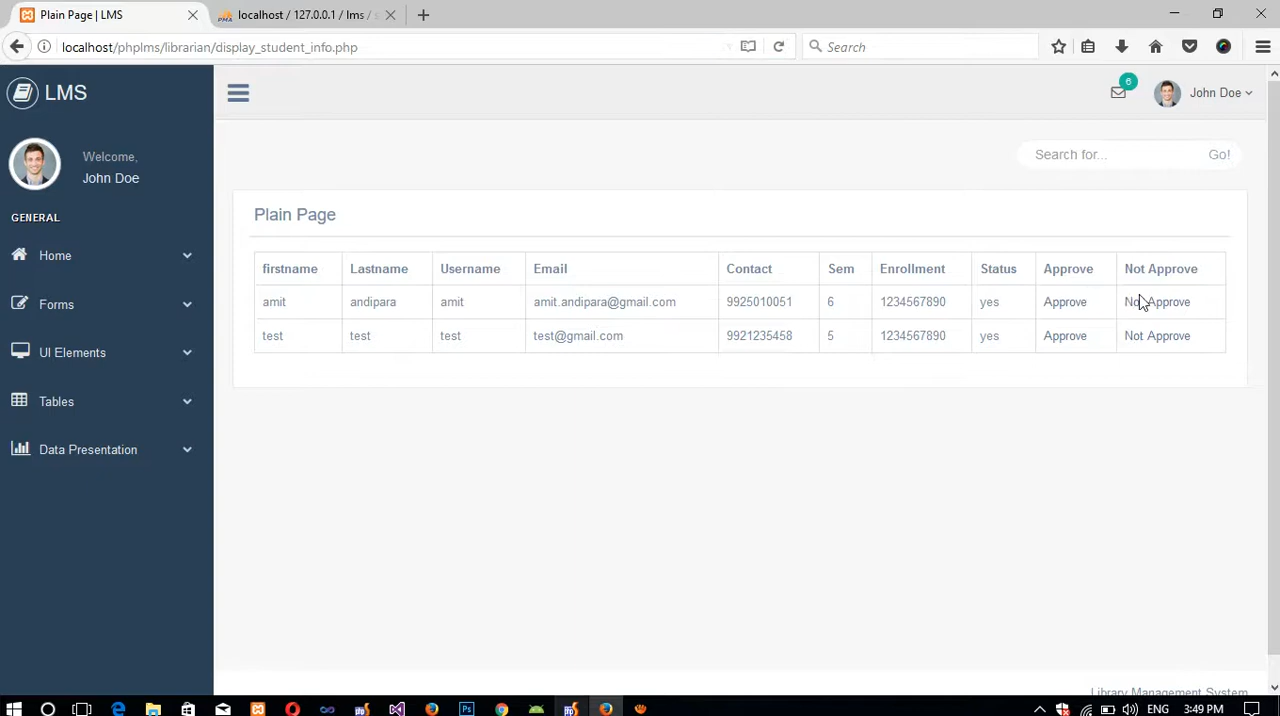 Plain Page | LMS
localhost / 127.0.0.1 / lms /
localhost/phplms/librarian/display_student_info.php
Search
LMS
6
John Doe
Welcome,
John Doe
Search for...
Go!
GENERAL
Home
Forms
UI Elements
Tables
Data Presentation
Plain Page
firstname Lastname Username Email Contact Sem Enrollment Status Approve Not Approve
amit andipara amit amit.andipara@gmail.com 9925010051 6 1234567890 yes Approve Not Approve
test test test test@gmail.com 9921235458 5 1234567890 yes Approve Not Approve
Library Management System
ENG
3:49 PM